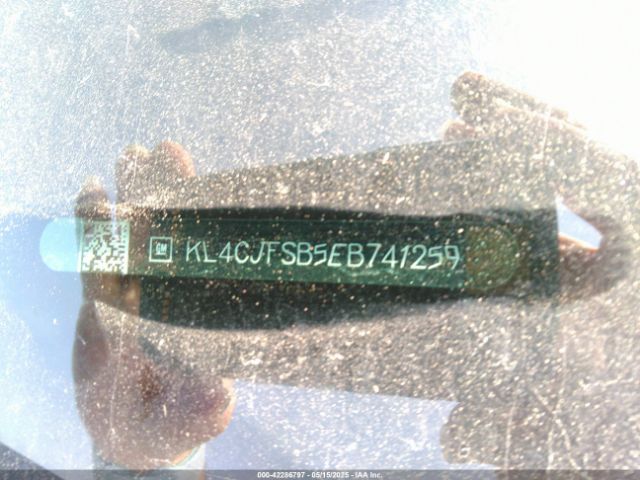 GM KL4CJFSB5EB741259
000-42286797 - 05/15/2025 - IAA Inc.